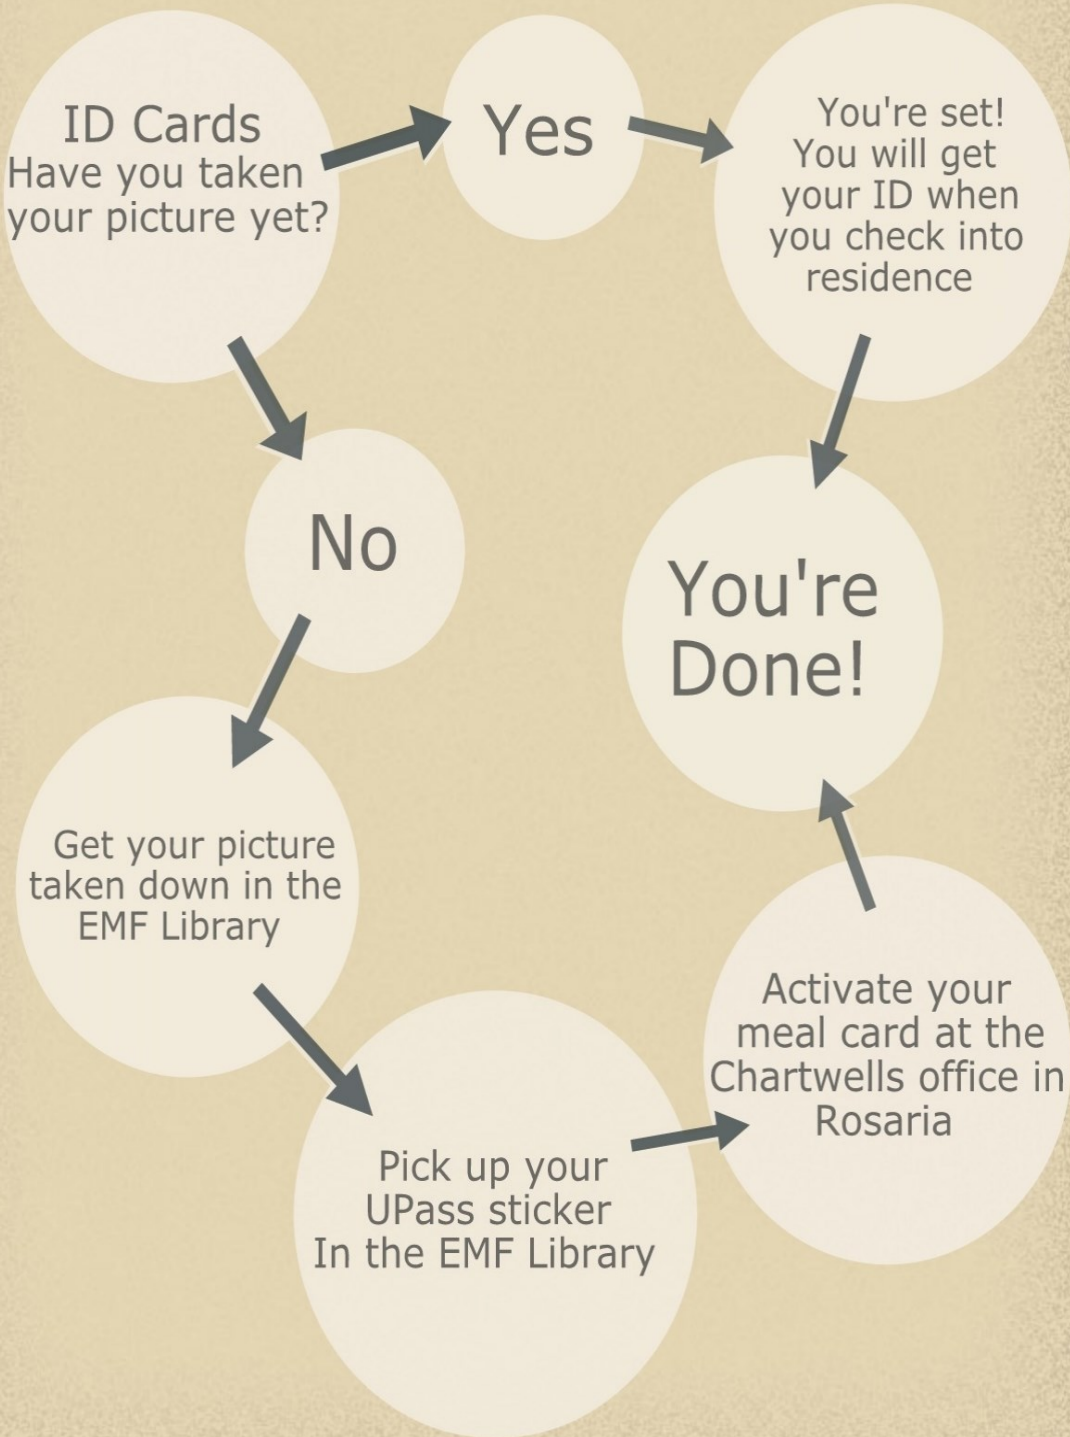 ID Cards
Have you taken
your picture yet?
Yes
You're set!
You will get
your ID when
you check into
residence
No
You're
Done!
Get your picture
taken down in the
EMF Library
Pick up your
UPass sticker
In the EMF Library
Activate your
meal card at the
Chartwells office in
Rosaria